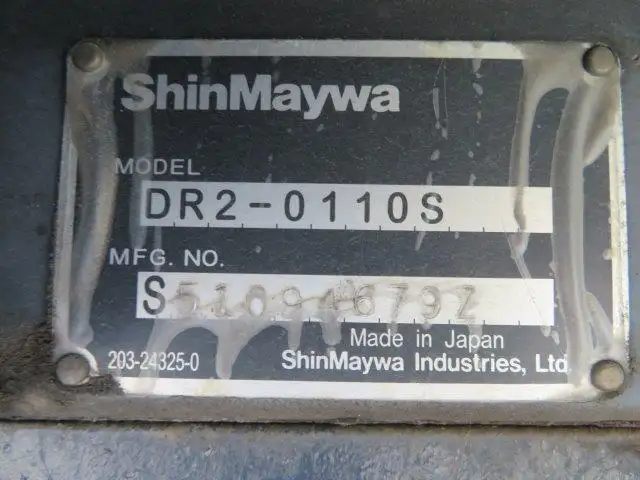 ShinMaywa
MODEL
DR2-0110S
MFG. NO.
Made in Japan
203-24325-0
ShinMaywa Industries, Ltd.